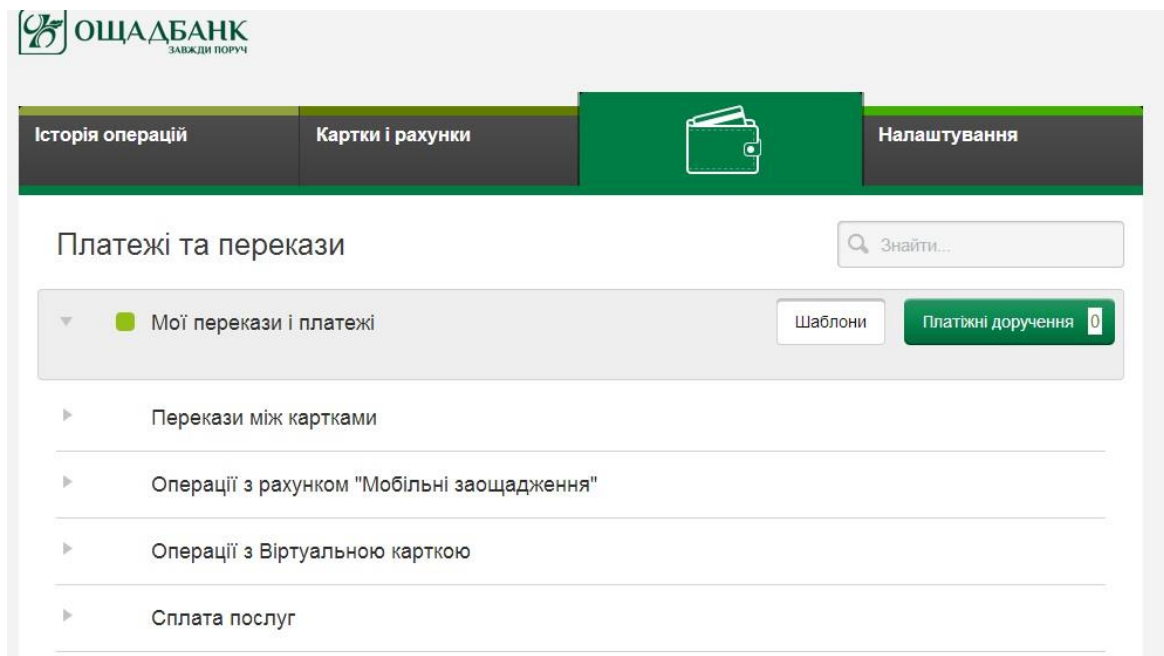 ОЩАДБАНК
ЗАВЖДИ ПОРУЧ
Історія операцій
Картки і рахунки
Налаштування
Платежі та перекази
Знайти...
Мої перекази і платежі
Шаблони
Платіжні доручення 0
Перекази між картками
Операції з рахунком "Мобільні заощадження"
Операції з Віртуальною карткою
Сплата послуг